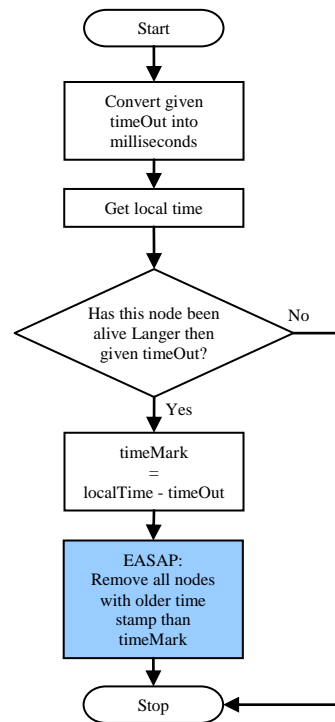 Start
Convert given
timeOut into
milliseconds
Get local time
Has this node been
alive Langer then
given timeOut?
No
Yes
timeMark
=
localTime - timeOut
EASAP:
Remove all nodes
with older time
stamp than
timeMark
Stop